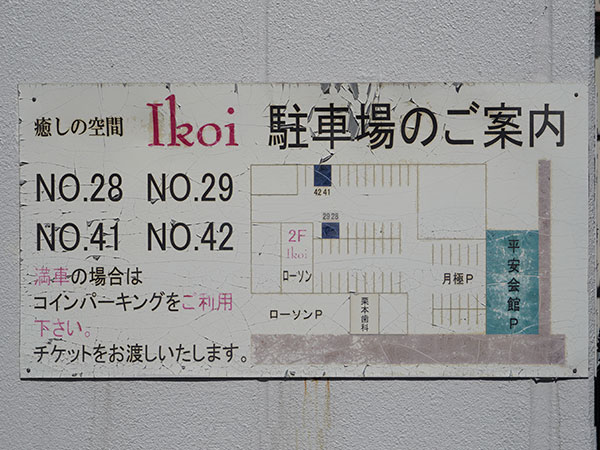 癒しの空間 Ikoi 駐車場のご案内
NO.28 NO.29
NO.41 NO.42
満車の場合は
コインパーキングをご利用
下さい。
チケットをお渡しいたします。
42 41
29 28
2F
Ikoi
ローソン
ローソンP
栗本歯科
月極P
平安会館P